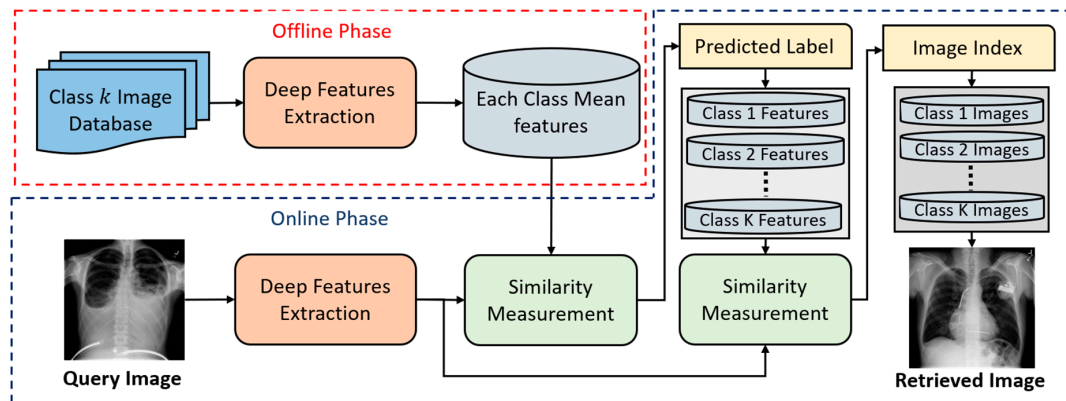 Offline Phase
Class k Image
Database
Deep Features
Extraction
Each Class Mean
features
Predicted Label
Class 1 Features
Class 2 Features
Class K Features
Image Index
Class 1 Images
Class 2 Images
Class K Images
Online Phase
Deep Features
Extraction
Similarity
Measurement
Similarity
Measurement
Query Image
Retrieved Image